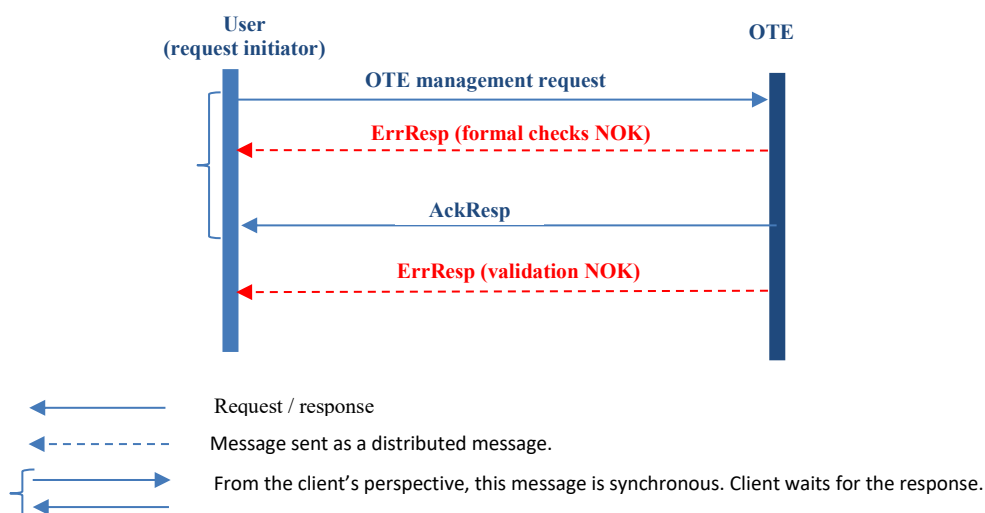 User
(request initiator)
OTE
OTE management request
ErrResp (formal checks NOK)
AckResp
ErrResp (validation NOK)
Request / response
Message sent as a distributed message.
From the client’s perspective, this message is synchronous. Client waits for the response.